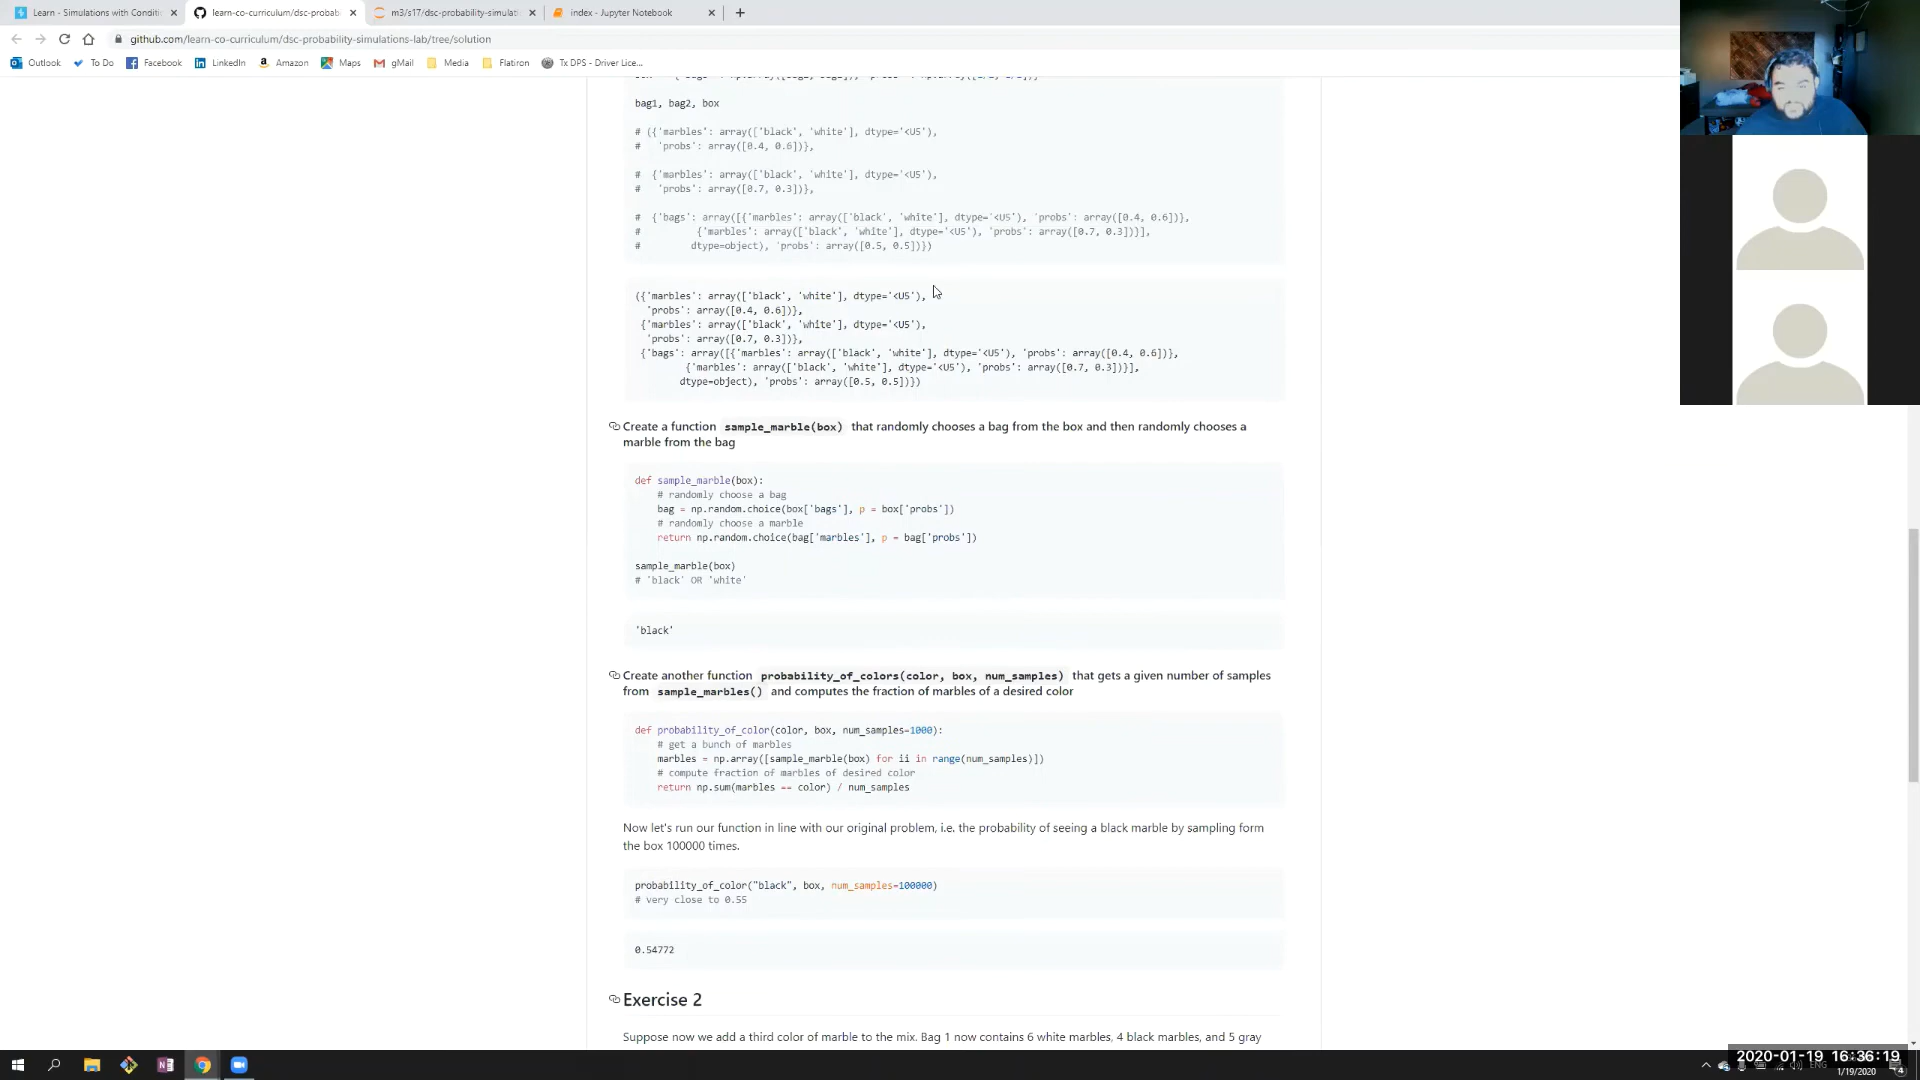 Learn - Simulations with Conditi
learn-co-curriculum/dsc-probab
m3/s17/dsc-probability-simulati
index - Jupyter Notebook
github.com/learn-co-curriculum/dsc-probability-simulations-lab/tree/solution
Outlook To Do Facebook LinkedIn Amazon Maps gMail Media Flatiron Tx DPS - Driver Lice...
bag1, bag2, box
# ({'marbles': array(['black', 'white'], dtype='<U5'),
#   'probs': array([0.4, 0.6])},
#  {'marbles': array(['black', 'white'], dtype='<U5'),
#   'probs': array([0.7, 0.3])},
#  {'bags': array([{'marbles': array(['black', 'white'], dtype='<U5'), 'probs': array([0.4, 0.6])},
#         {'marbles': array(['black', 'white'], dtype='<U5'), 'probs': array([0.7, 0.3])}],
#        dtype=object), 'probs': array([0.5, 0.5])})
({'marbles': array(['black', 'white'], dtype='<U5'),
  'probs': array([0.4, 0.6])},
 {'marbles': array(['black', 'white'], dtype='<U5'),
  'probs': array([0.7, 0.3])},
 {'bags': array([{'marbles': array(['black', 'white'], dtype='<U5'), 'probs': array([0.4, 0.6])},
         {'marbles': array(['black', 'white'], dtype='<U5'), 'probs': array([0.7, 0.3])}],
        dtype=object), 'probs': array([0.5, 0.5])})
Create a function sample_marble(box) that randomly chooses a bag from the box and then randomly chooses a
marble from the bag
def sample_marble(box):
    # randomly choose a bag
    bag = np.random.choice(box['bags'], p = box['probs'])
    # randomly choose a marble
    return np.random.choice(bag['marbles'], p = bag['probs'])
sample_marble(box)
# 'black' OR 'white'
'black'
Create another function probability_of_colors(color, box, num_samples) that gets a given number of samples
from sample_marbles() and computes the fraction of marbles of a desired color
def probability_of_color(color, box, num_samples=1000):
    # get a bunch of marbles
    marbles = np.array([sample_marble(box) for ii in range(num_samples)])
    # compute fraction of marbles of desired color
    return np.sum(marbles == color) / num_samples
Now let's run our function in line with our original problem, i.e. the probability of seeing a black marble by sampling form
the box 100000 times.
probability_of_color("black", box, num_samples=100000)
# very close to 0.55
0.54772
Exercise 2
Suppose now we add a third color of marble to the mix. Bag 1 now contains 6 white marbles, 4 black marbles, and 5 gray
2020-01-19 16:36:19
1/19/2020